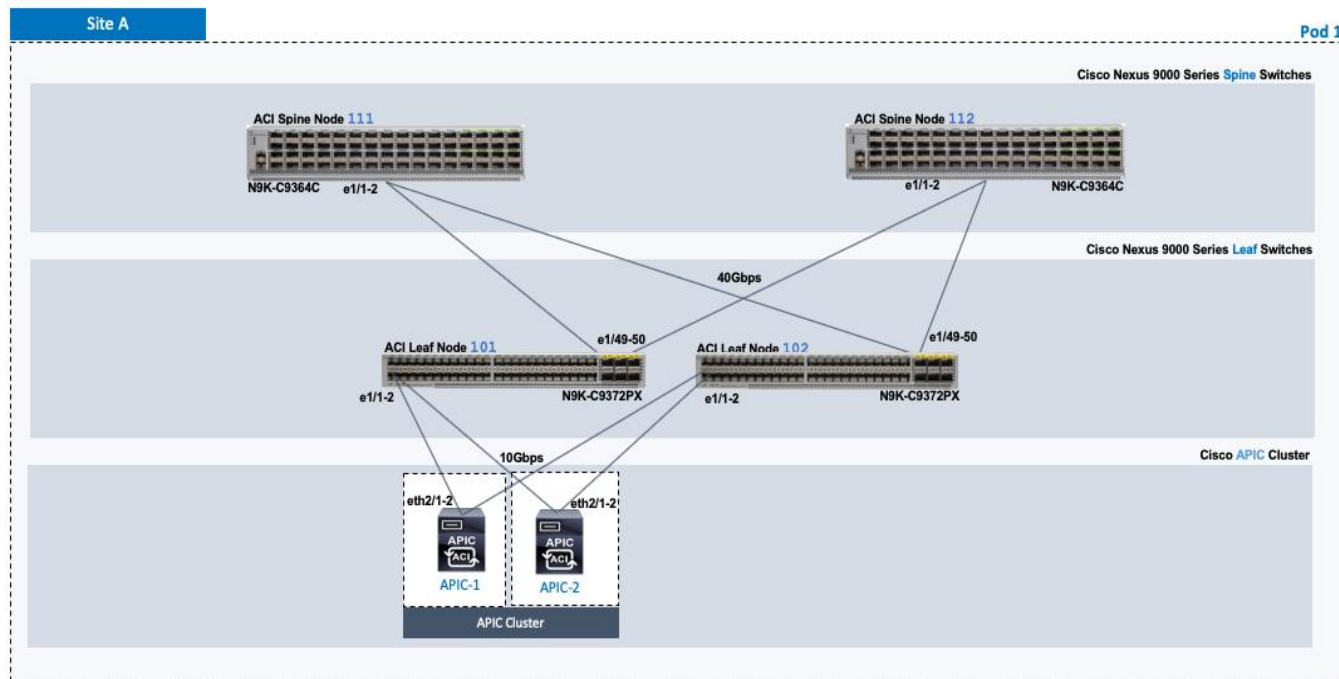 Site A
Pod 1
Cisco Nexus 9000 Series Spine Switches
ACI Spine Node 111
ACI Spine Node 112
N9K-C9364C e1/1-2
e1/1-2 N9K-C9364C
Cisco Nexus 9000 Series Leaf Switches
40Gbps
e1/49-50
e1/49-50
ACI Leaf Node 101
ACI Leaf Node 102
e1/1-2 N9K-C9372PX
e1/1-2 N9K-C9372PX
Cisco APIC Cluster
10Gbps
eth2/1-2
eth2/1-2
APIC
ACI
APIC
ACI
APIC-1
APIC-2
APIC Cluster